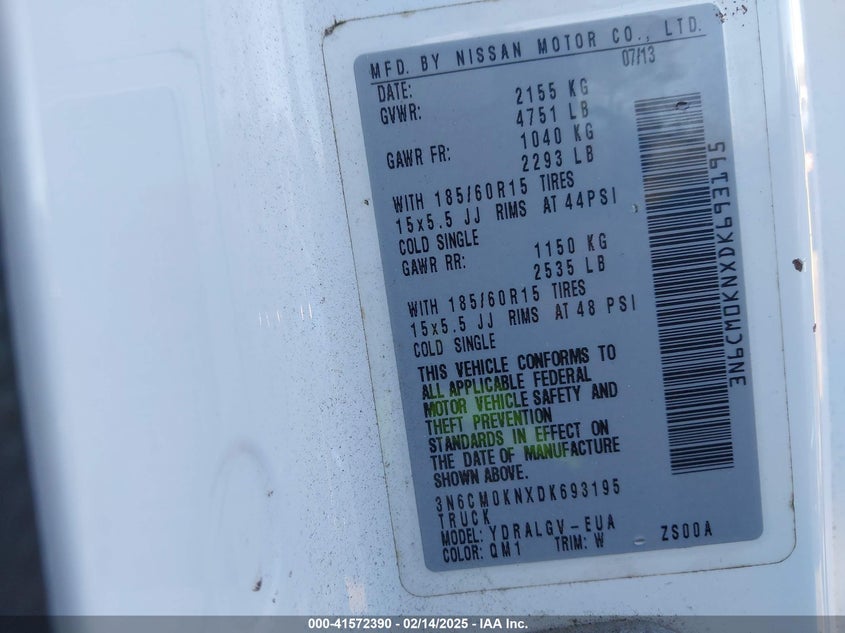 MFD. BY NISSAN MOTOR CO., LTD.
DATE: 07/13
GVWR: 2155 KG
4751 LB
GAWR FR: 1040 KG
2293 LB
WITH 185/60R15 TIRES
15x5.5 JJ RIMS AT 44PSI
COLD SINGLE
GAWR RR: 1150 KG
2535 LB
WITH 185/60R15 TIRES
15x5.5 JJ RIMS AT 48 PSI
COLD SINGLE
THIS VEHICLE CONFORMS TO
ALL APPLICABLE FEDERAL
MOTOR VEHICLE SAFETY AND
THEFT PREVENTION
STANDARDS IN EFFECT ON
THE DATE OF MANUFACTURE
SHOWN ABOVE.
3N6CM0KNXDK693195
TRUCK
MODEL: YDRALGV-EUA
COLOR: QM1 TRIM: W ZS00A
3N6CM0KNXDK693195
000-41572390 - 02/14/2025 - IAA Inc.